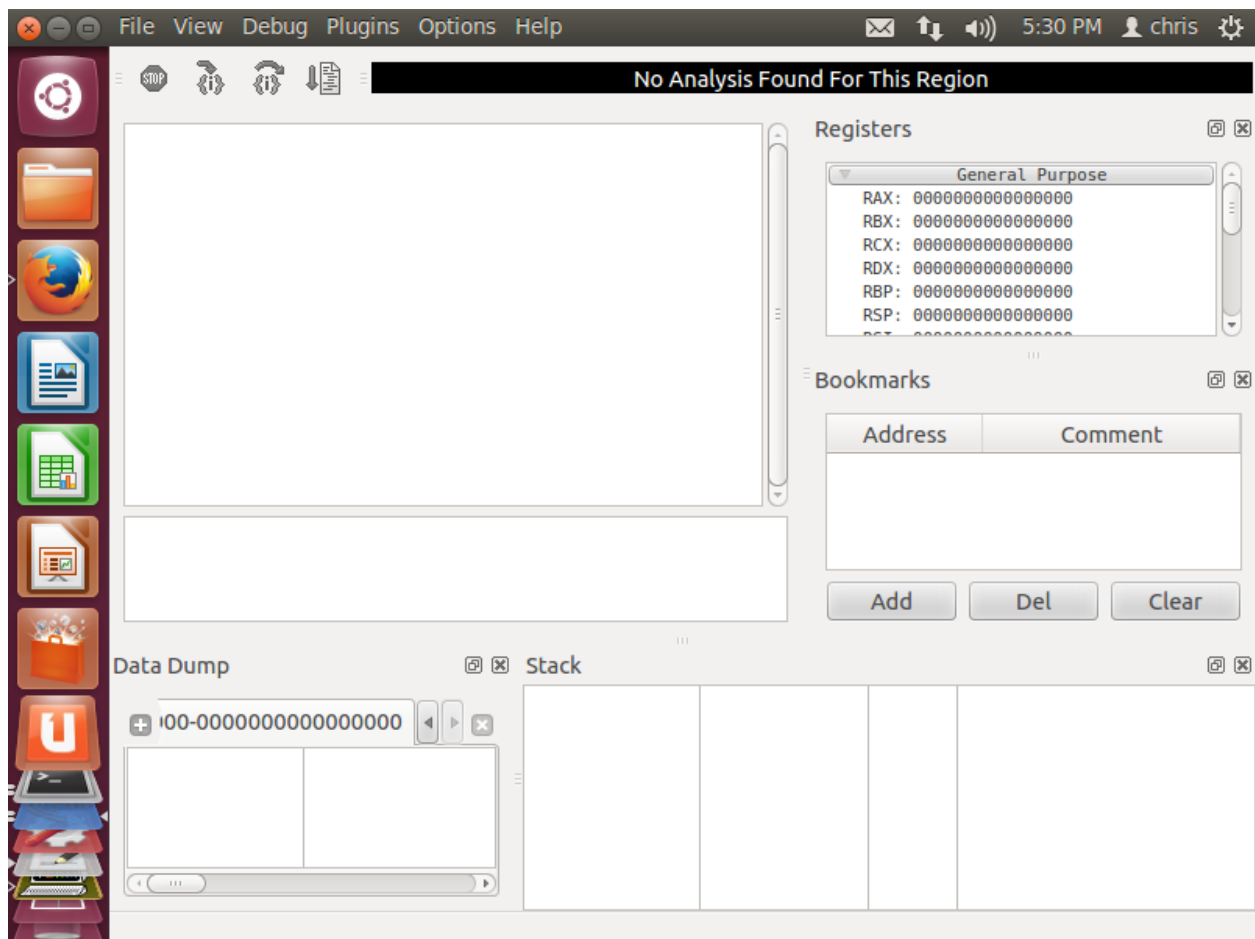 File View Debug Plugins Options Help 5:30 PM chris
STOP
No Analysis Found For This Region
Registers
General Purpose
RAX: 0000000000000000
RBX: 0000000000000000
RCX: 0000000000000000
RDX: 0000000000000000
RBP: 0000000000000000
RSP: 0000000000000000
Bookmarks
Address Comment
Add Del Clear
Data Dump
00-0000000000000000
Stack